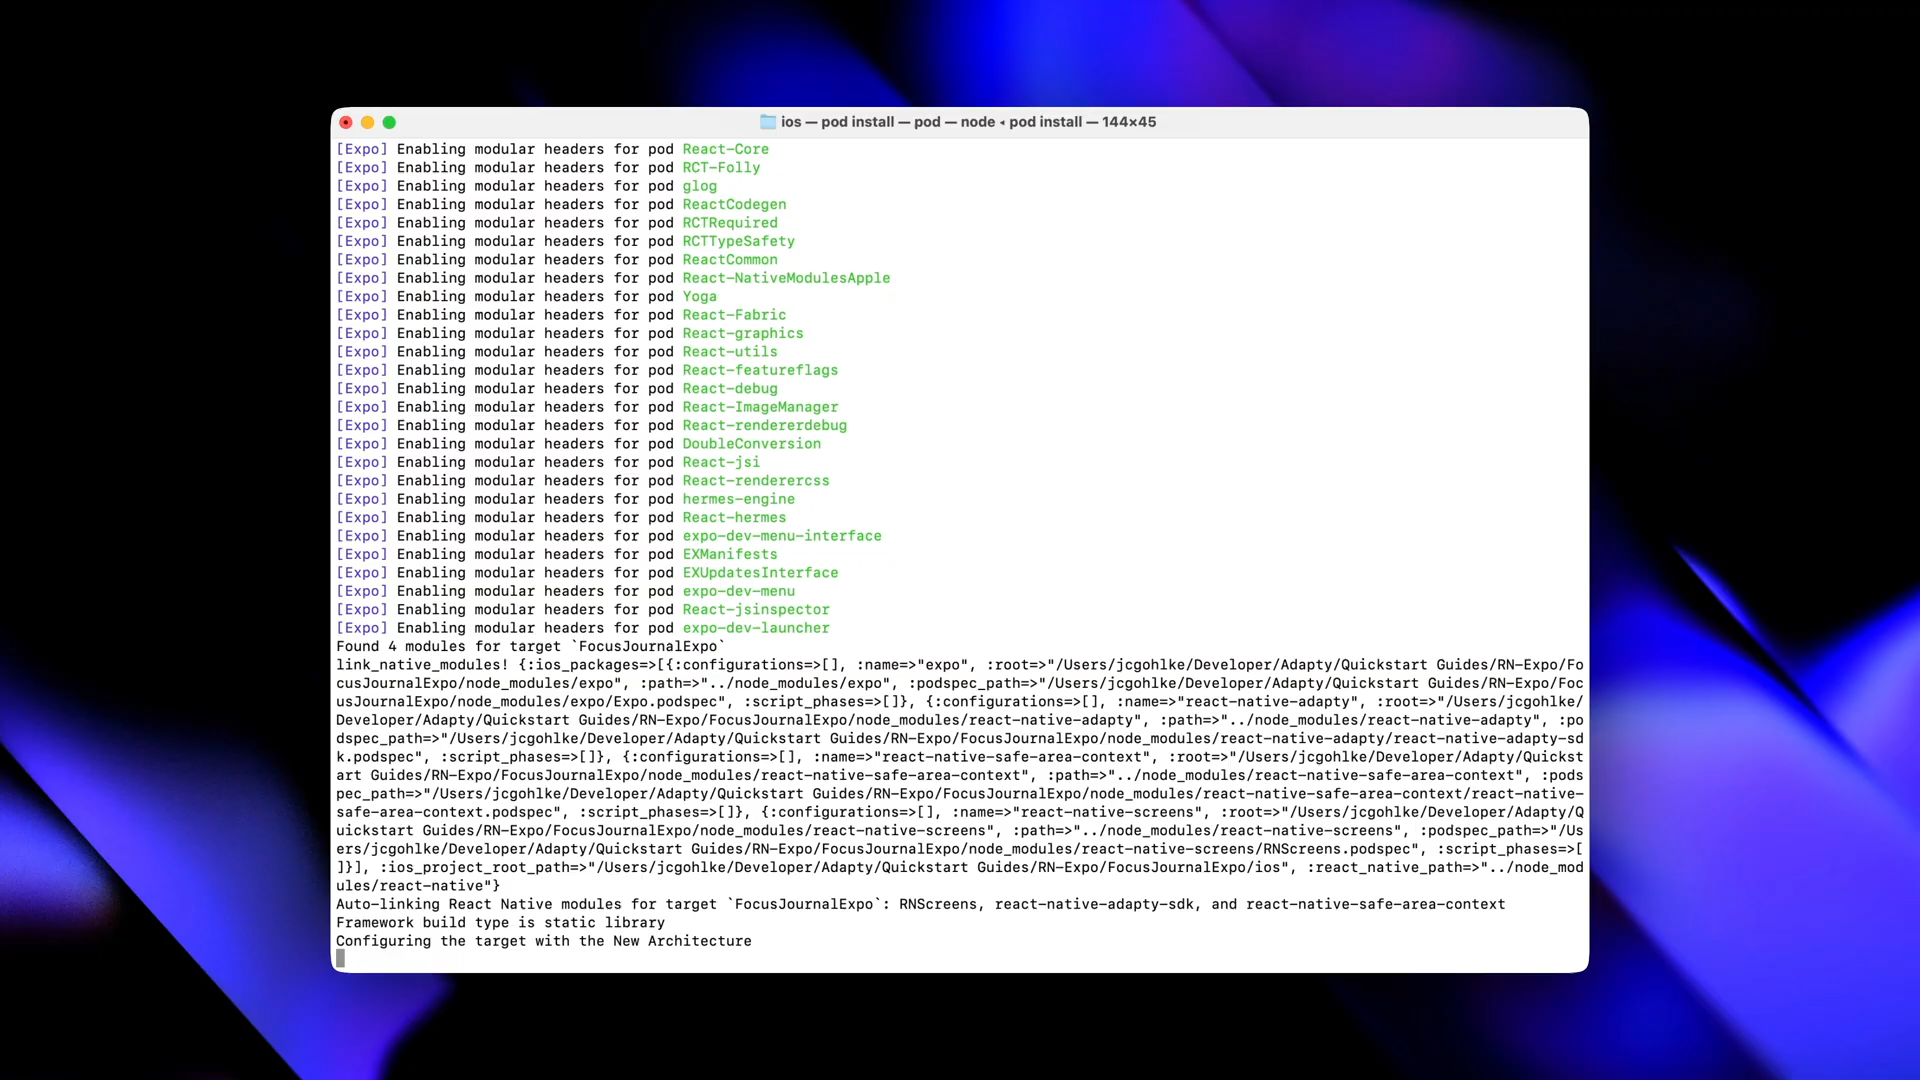 ios — pod install — pod — node ◂ pod install — 144×45
[Expo] Enabling modular headers for pod React-Core
[Expo] Enabling modular headers for pod RCT-Folly
[Expo] Enabling modular headers for pod glog
[Expo] Enabling modular headers for pod ReactCodegen
[Expo] Enabling modular headers for pod RCTRequired
[Expo] Enabling modular headers for pod RCTTypeSafety
[Expo] Enabling modular headers for pod ReactCommon
[Expo] Enabling modular headers for pod React-NativeModulesApple
[Expo] Enabling modular headers for pod Yoga
[Expo] Enabling modular headers for pod React-Fabric
[Expo] Enabling modular headers for pod React-graphics
[Expo] Enabling modular headers for pod React-utils
[Expo] Enabling modular headers for pod React-featureflags
[Expo] Enabling modular headers for pod React-debug
[Expo] Enabling modular headers for pod React-ImageManager
[Expo] Enabling modular headers for pod React-rendererdebug
[Expo] Enabling modular headers for pod DoubleConversion
[Expo] Enabling modular headers for pod React-jsi
[Expo] Enabling modular headers for pod React-renderercss
[Expo] Enabling modular headers for pod hermes-engine
[Expo] Enabling modular headers for pod React-hermes
[Expo] Enabling modular headers for pod expo-dev-menu-interface
[Expo] Enabling modular headers for pod EXManifests
[Expo] Enabling modular headers for pod EXUpdatesInterface
[Expo] Enabling modular headers for pod expo-dev-menu
[Expo] Enabling modular headers for pod React-jsinspector
[Expo] Enabling modular headers for pod expo-dev-launcher
Found 4 modules for target `FocusJournalExpo`
link_native_modules! {:ios_packages=>[{:configurations=>[], :name=>"expo", :root=>"/Users/jcgohlke/Developer/Adapty/Quickstart Guides/RN-Expo/Fo
cusJournalExpo/node_modules/expo", :path=>"../node_modules/expo", :podspec_path=>"/Users/jcgohlke/Developer/Adapty/Quickstart Guides/RN-Expo/Foc
usJournalExpo/node_modules/expo/Expo.podspec", :script_phases=>[]}, {:configurations=>[], :name=>"react-native-adapty", :root=>"/Users/jcgohlke/
Developer/Adapty/Quickstart Guides/RN-Expo/FocusJournalExpo/node_modules/react-native-adapty", :path=>"../node_modules/react-native-adapty", :po
dspec_path=>"/Users/jcgohlke/Developer/Adapty/Quickstart Guides/RN-Expo/FocusJournalExpo/node_modules/react-native-adapty/react-native-adapty-sd
k.podspec", :script_phases=>[]}, {:configurations=>[], :name=>"react-native-safe-area-context", :root=>"/Users/jcgohlke/Developer/Adapty/Quickst
art Guides/RN-Expo/FocusJournalExpo/node_modules/react-native-safe-area-context", :path=>"../node_modules/react-native-safe-area-context", :pods
pec_path=>"/Users/jcgohlke/Developer/Adapty/Quickstart Guides/RN-Expo/FocusJournalExpo/node_modules/react-native-safe-area-context/react-native-
safe-area-context.podspec", :script_phases=>[]}, {:configurations=>[], :name=>"react-native-screens", :root=>"/Users/jcgohlke/Developer/Adapty/Q
uickstart Guides/RN-Expo/FocusJournalExpo/node_modules/react-native-screens", :path=>"../node_modules/react-native-screens", :podspec_path=>"/Us
ers/jcgohlke/Developer/Adapty/Quickstart Guides/RN-Expo/FocusJournalExpo/node_modules/react-native-screens/RNScreens.podspec", :script_phases=>[
]}], :ios_project_root_path=>"/Users/jcgohlke/Developer/Adapty/Quickstart Guides/RN-Expo/FocusJournalExpo/ios", :react_native_path=>"../node_mod
ules/react-native"}
Auto-linking React Native modules for target `FocusJournalExpo`: RNScreens, react-native-adapty-sdk, and react-native-safe-area-context
Framework build type is static library
Configuring the target with the New Architecture